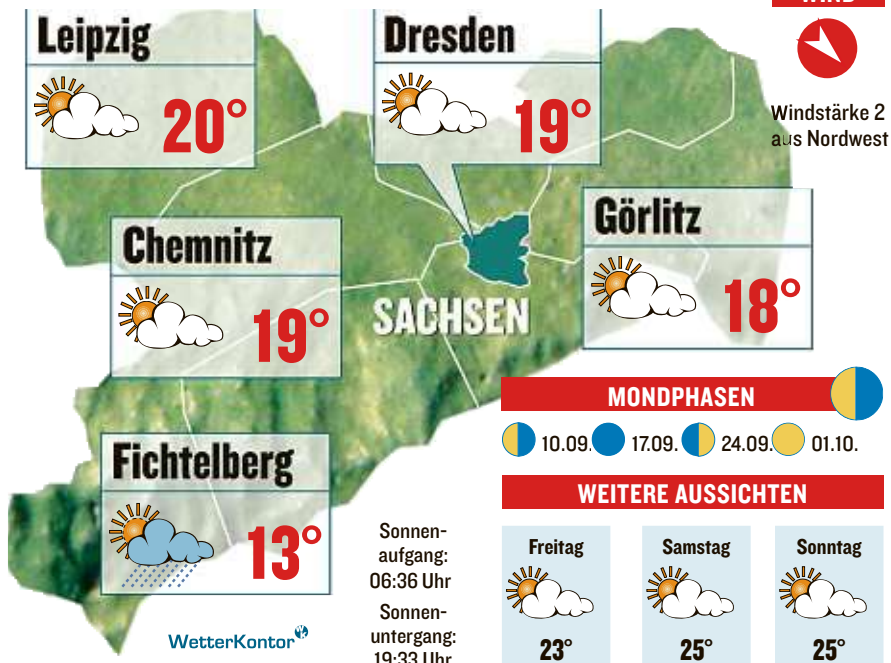 WIND
Windstärke 2
aus Nordwest
Leipzig
20°
Dresden
19°
Chemnitz
19°
Görlitz
18°
SACHSEN
Fichtelberg
13°
WetterKontor
Sonnen-
aufgang:
06:36 Uhr
Sonnen-
untergang:
19:33 Uhr
MONDPHASEN
10.09. 17.09. 24.09. 01.10.
WEITERE AUSSICHTEN
Freitag Samstag Sonntag
23° 25° 25°